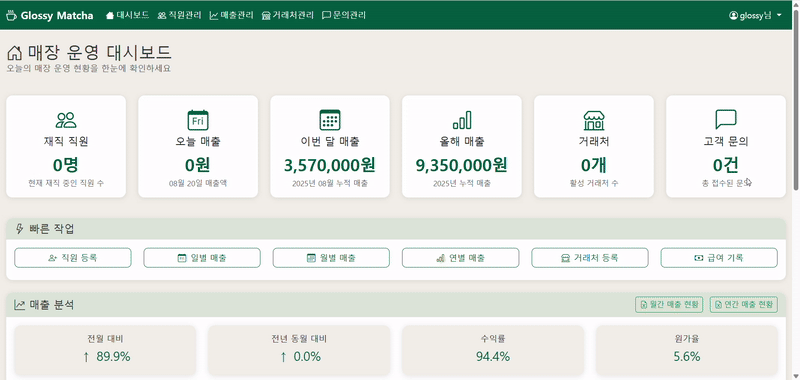 Glossy Matcha 대시보드 직원관리 매출관리 거래처관리 문의관리 glossy님
매장 운영 대시보드
오늘의 매장 운영 현황을 한눈에 확인하세요
재직 직원
0명
현재 재직 중인 직원 수
Fri
오늘 매출
0원
08월 20일 매출액
이번 달 매출
3,570,000원
2025년 08월 누적 매출
올해 매출
9,350,000원
2025년 누적 매출
거래처
0개
활성 거래처 수
고객 문의
0건
총 접수된 문의
빠른 작업
직원 등록 일별 매출 월별 매출 연별 매출 거래처 등록 급여 기록
매출 분석 월간 매출 현황 연간 매출 현황
전월 대비
↑ 89.9%
전년 동월 대비
↑ 0.0%
수익률
94.4%
원가율
5.6%